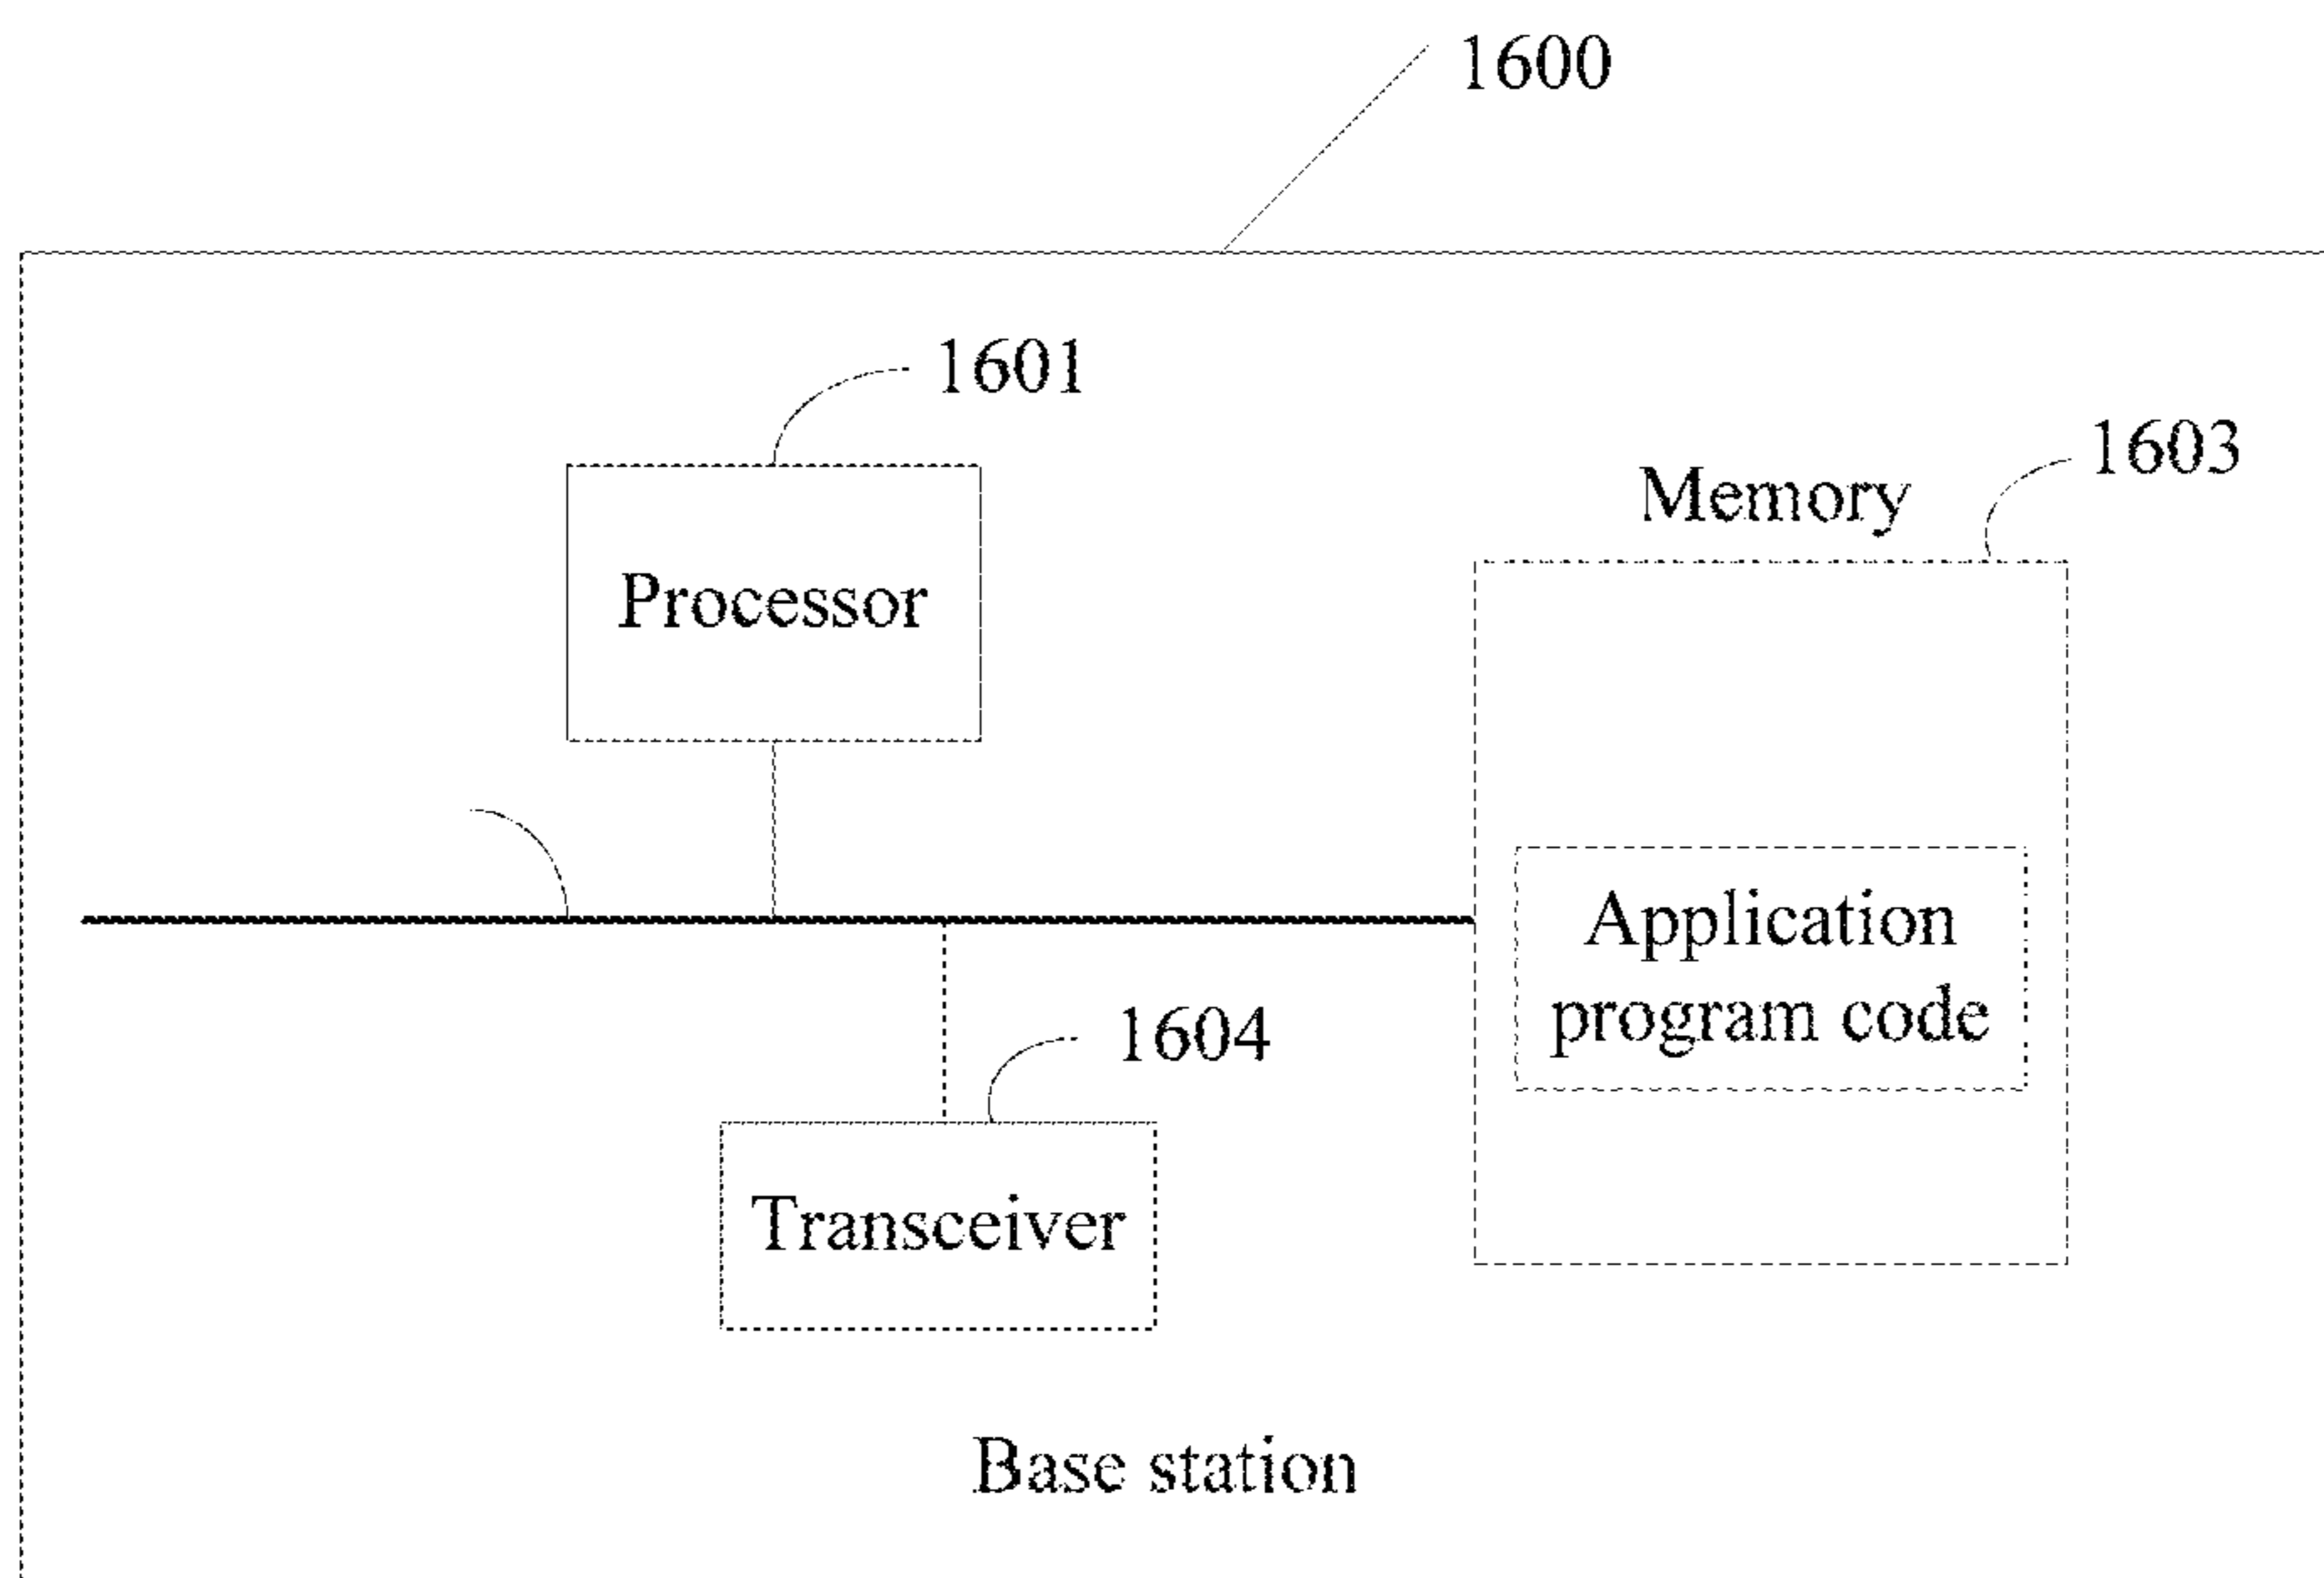 1600
1601
1603
Memory
Processor
Application
program code
1604
Transceiver
Base station